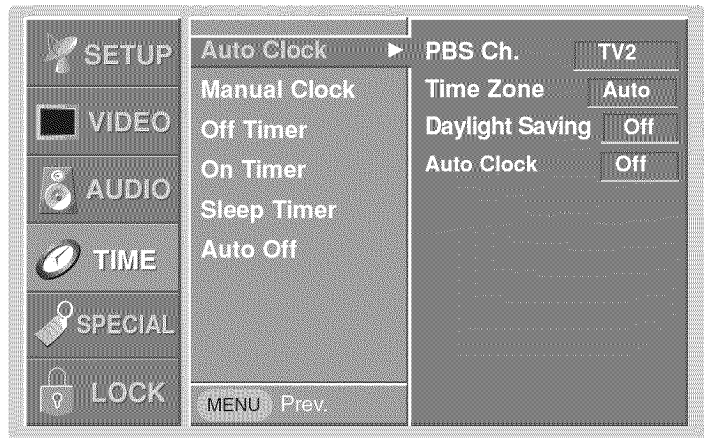 SETUP
VIDEO
AUDIO
TIME
SPECIAL
LOCK
Auto Clock ►
Manual Clock
Off Timer
On Timer
Sleep Timer
Auto Off
MENU Prev.
PBS Ch. TV2
Time Zone Auto
Daylight Saving Off
Auto Clock Off